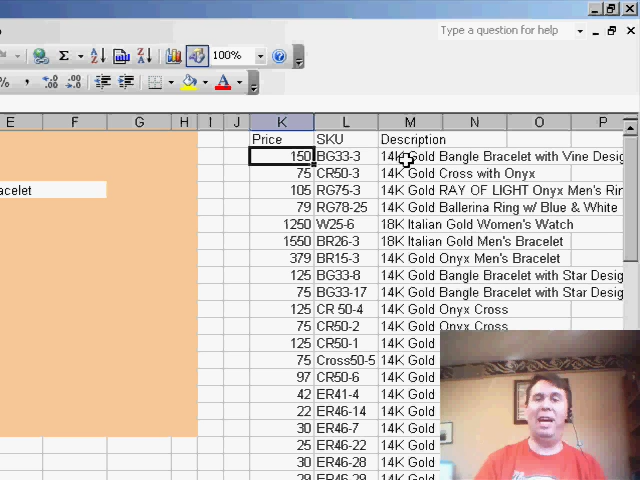 Type a question for help
100%
%
E F G H I J K L M N O P
Price SKU Description
150 BG33-3 14K Gold Bangle Bracelet with Vine Desig
75 CR50-3 14K Gold Cross with Onyx
acelet 105 RG75-3 14K Gold RAY OF LIGHT Onyx Men's Rin
79 RG78-25 14K Gold Ballerina Ring w/ Blue & White
1250 W25-6 18K Italian Gold Women's Watch
1550 BR26-3 18K Italian Gold Men's Bracelet
379 BR15-3 14K Gold Onyx Men's Bracelet
125 BG33-8 14K Gold Bangle Bracelet with Star Desig
75 BG33-17 14K Gold Bangle Bracelet with Star Desig
125 CR 50-4 14K Gold Onyx Cross
75 CR50-2 14K Gold Onyx Cross
125 CR50-1 14K Gold
75 Cross50-5 14K Gold
97 CR50-6 14K Gold
42 ER41-4 14K Gold
22 ER46-14 14K Gold
30 ER46-7 14K Gold
25 ER46-22 14K Gold
30 ER46-28 14K Gold
29 ER46-29 14K Gold